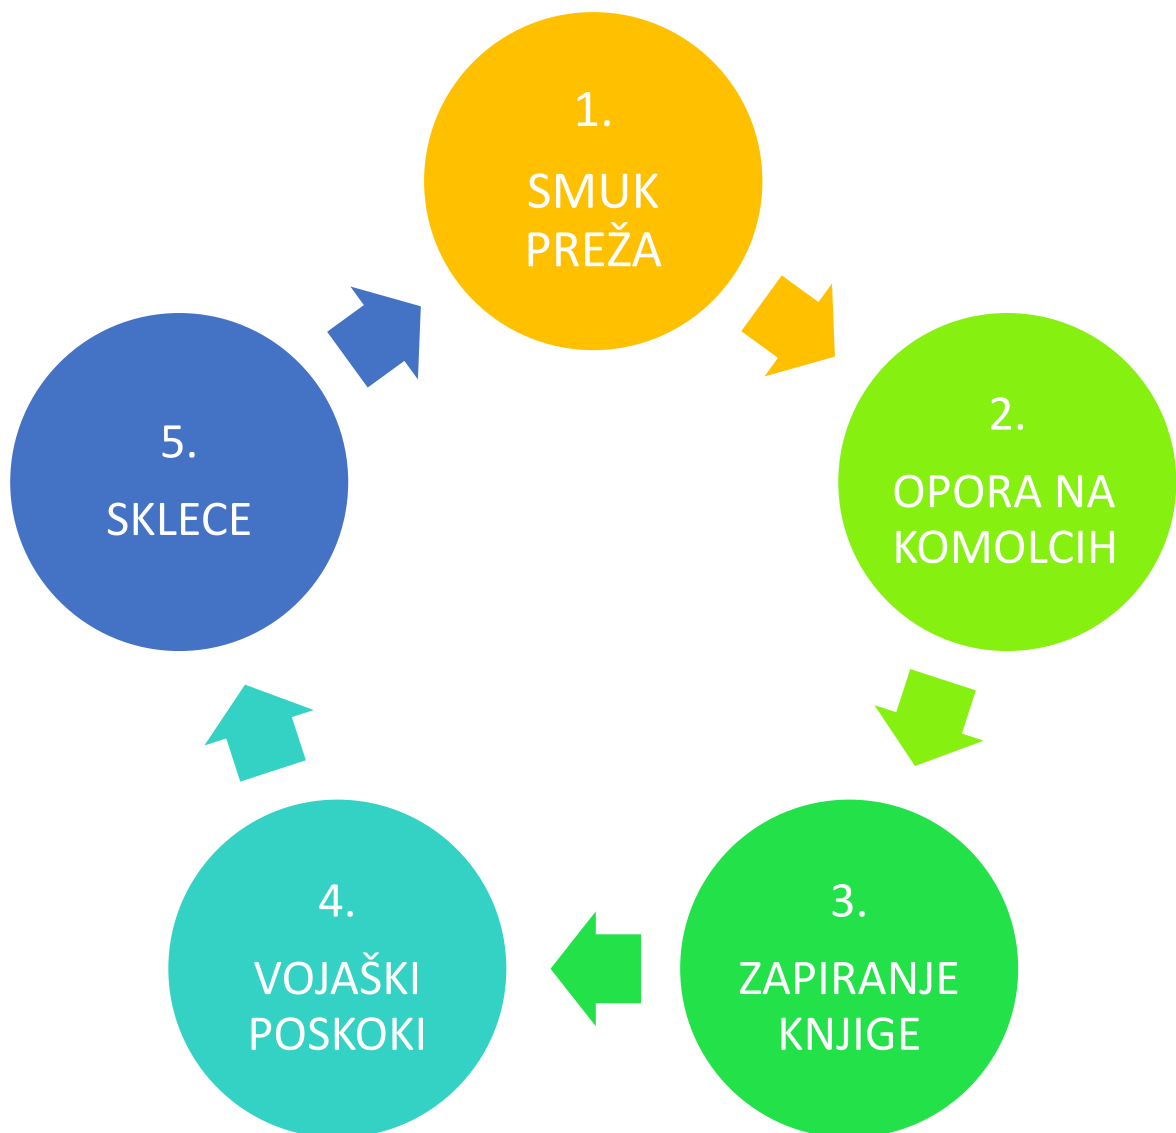 1.
SMUK
PREŽA
2.
OPORA NA
KOMOLCIH
3.
ZAPIRANJE
KNJIGE
4.
VOJAŠKI
POSKOKI
5.
SKLECE